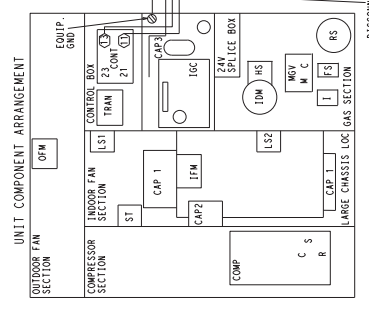 UNIT COMPONENT ARRANGEMENT
OUTDOOR FAN
SECTION
OFM
EQUIP.
GND
COMPRESSOR
SECTION
COMP
C
S
R
INDOOR FAN
SECTION
LS1
ST
CAP 1
IFM
CAP2
LS2
CAP 1
LARGE CHASSIS LOC
CONTROL BOX
TRAN
23
CONT
13
21
11
CAP3
IGC
24V
SPLICE BOX
IDM
HS
RS
MGV
M C
FS
I
GAS SECTION